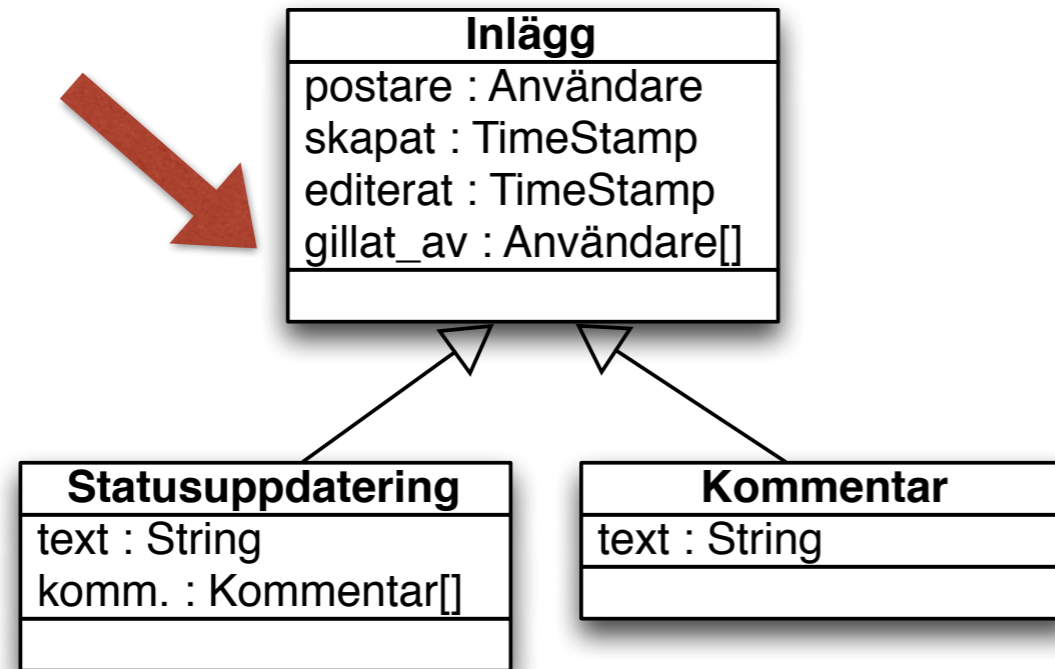 Inlägg
postare : Användare
skapat : TimeStamp
editerat : TimeStamp
gillat_av : Användare[]
Statusuppdatering
text : String
komm. : Kommentar[]
Kommentar
text : String